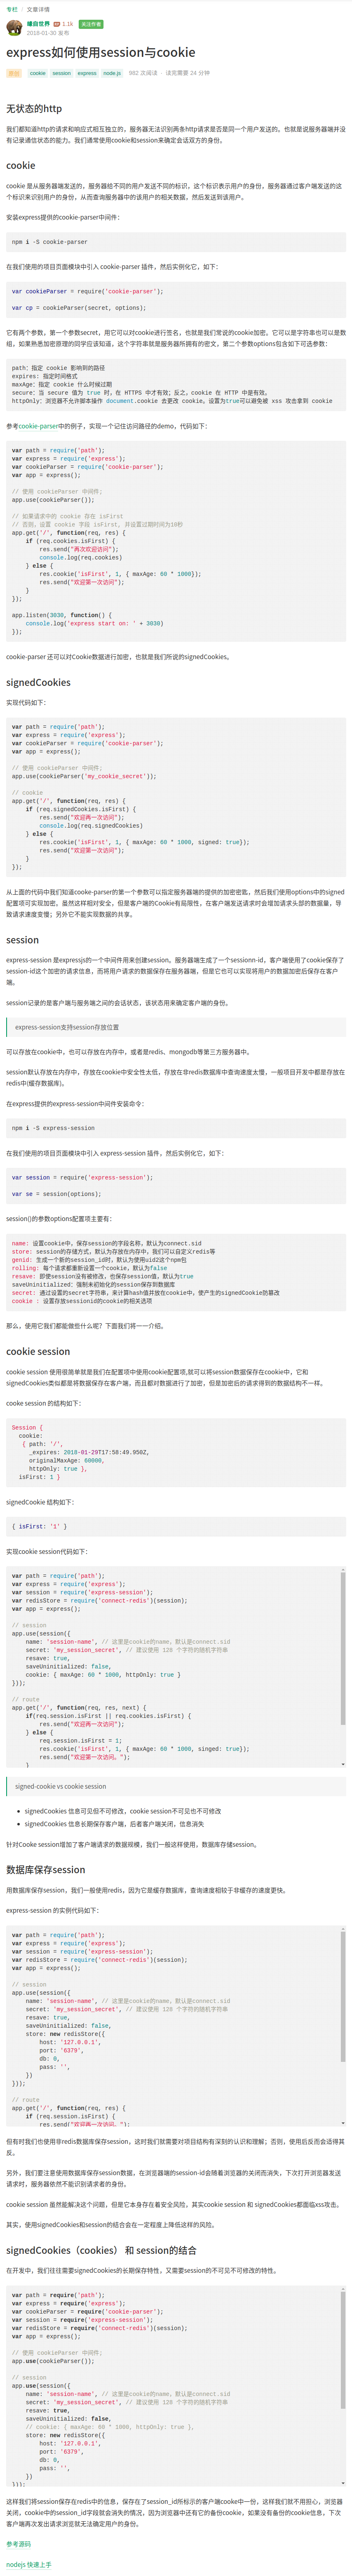 专栏 / 文章详情
瞳自世界 1.1k 关注作者
2018-01-30 发布
express如何使用session与cookie
cookie session express node.js 982 次阅读 · 读完需要 24 分钟
无状态的http
我们都知道http的请求和响应式相互独立的，服务器无法识别两条http请求是否是同一个用户发送的。也就是说服务器端并没
有记录通信状态的能力。我们通常使用cookie和session来确定会话双方的身份。
cookie
cookie 是从服务器端发送的，服务器给不同的用户发送不同的标识，这个标识表示用户的身份，服务器通过客户端发送的这
个标识来识别用户的身份，从而查询服务器中的该用户的相关数据，然后发送到该用户。
安装express提供的cookie-parser中间件：
npm i -S cookie-parser
在我们使用的项目页面模块中引入 cookie-parser 插件，然后实例化它，如下：
var cookieParser = require('cookie-parser');
var cp = cookieParser(secret, options);
它有两个参数，第一个参数secret，用它可以对cookie进行签名，也就是我们常说的cookie加密。它可以是字符串也可以是数
组，如果熟悉加密原理的同学应该知道，这个字符串就是服务器所拥有的密文，第二个参数options包含如下可选参数：
path：指定 cookie 影响到的路径
expires: 指定时间格式
maxAge：指定 cookie 什么时候过期
secure：当 secure 值为 true 时，在 HTTPS 中才有效；反之，cookie 在 HTTP 中是有效。
httpOnly：浏览器不允许脚本操作 document.cookie 去更改 cookie。设置为true可以避免被 xss 攻击拿到 cookie
参考cookie-parser中的例子，实现一个记住访问路径的demo，代码如下：
var path = require('path');
var express = require('express');
var cookieParser = require('cookie-parser');
var app = express();
// 使用 cookieParser 中间件;
app.use(cookieParser());
// 如果请求中的 cookie 存在 isFirst
// 否则，设置 cookie 字段 isFirst, 并设置过期时间为10秒
app.get('/', function(req, res) {
if (req.cookies.isFirst) {
res.send("再次欢迎访问");
console.log(req.cookies)
} else {
res.cookie('isFirst', 1, { maxAge: 60 * 1000});
res.send("欢迎第一次访问");
}
});
app.listen(3030, function() {
console.log('express start on: ' + 3030)
});
cookie-parser 还可以对Cookie数据进行加密，也就是我们所说的signedCookies。
signedCookies
实现代码如下：
var path = require('path');
var express = require('express');
var cookieParser = require('cookie-parser');
var app = express();
// 使用 cookieParser 中间件;
app.use(cookieParser('my_cookie_secret'));
// cookie
app.get('/', function(req, res) {
if (req.signedCookies.isFirst) {
res.send("欢迎再一次访问");
console.log(req.signedCookies)
} else {
res.cookie('isFirst', 1, { maxAge: 60 * 1000, signed: true});
res.send("欢迎第一次访问");
}
});
从上面的代码中我们知道cooke-parser的第一个参数可以指定服务器端的提供的加密密匙，然后我们使用options中的signed
配置项可实现加密。虽然这样相对安全，但是客户端的Cookie有局限性，在客户端发送请求时会增加请求头部的数据量，导
致请求速度变慢；另外它不能实现数据的共享。
session
express-session 是expressjs的一个中间件用来创建session。服务器端生成了一个sessionn-id，客户端使用了cookie保存了
session-id这个加密的请求信息，而将用户请求的数据保存在服务器端，但是它也可以实现将用户的数据加密后保存在客户
端。
session记录的是客户端与服务端之间的会话状态，该状态用来确定客户端的身份。
express-session支持session存放位置
可以存放在cookie中，也可以存放在内存中，或者是redis、mongodb等第三方服务器中。
session默认存放在内存中，存放在cookie中安全性太低，存放在非redis数据库中查询速度太慢，一般项目开发中都是存放在
redis中(缓存数据库)。
在express提供的express-session中间件安装命令：
npm i -S express-session
在我们使用的项目页面模块中引入 express-session 插件，然后实例化它，如下：
var session = require('express-session');
var se = session(options);
session()的参数options配置项主要有：
name: 设置cookie中，保存session的字段名称，默认为connect.sid
store: session的存储方式，默认为存放在内存中，我们可以自定义redis等
genid: 生成一个新的session_id时，默认为使用uid2这个npm包
rolling: 每个请求都重新设置一个cookie，默认为false
resave: 即使session没有被修改，也保存session值，默认为true
saveUninitialized：强制未初始化的session保存到数据库
secret: 通过设置的secret字符串，来计算hash值并放在cookie中，使产生的signedCookie防篡改
cookie : 设置存放sessionid的cookie的相关选项
那么，使用它我们都能做些什么呢？下面我们将一一介绍。
cookie session
cookie session 使用很简单就是我们在配置项中使用cookie配置项,就可以将session数据保存在cookie中，它和
signedCookies类似都是将数据保存在客户端，而且都对数据进行了加密，但是加密后的请求得到的数据结构不一样。
cooke session 的结构如下：
Session {
cookie:
{ path: '/',
_expires: 2018-01-29T17:58:49.950Z,
originalMaxAge: 60000,
httpOnly: true },
isFirst: 1 }
signedCookie 结构如下：
{ isFirst: '1' }
实现cookie session代码如下：
var path = require('path');
var express = require('express');
var session = require('express-session');
var redisStore = require('connect-redis')(session);
var app = express();
// session
app.use(session({
name: 'session-name', // 这里是cookie的name，默认是connect.sid
secret: 'my_session_secret', // 建议使用 128 个字符的随机字符串
resave: true,
saveUninitialized: false,
cookie: { maxAge: 60 * 1000, httpOnly: true }
}));
// route
app.get('/', function(req, res, next) {
if(req.session.isFirst || req.cookies.isFirst) {
res.send("欢迎再一次访问");
} else {
req.session.isFirst = 1;
res.cookie('isFirst', 1, { maxAge: 60 * 1000, singed: true});
res.send("欢迎第一次访问。");
}
signed-cookie vs cookie session
signedCookies 信息可见但不可修改，cookie session不可见也不可修改
signedCookies 信息长期保存客户端，后者客户端关闭，信息消失
针对Cooke session增加了客户端请求的数据规模，我们一般这样使用，数据库存储session。
数据库保存session
用数据库保存session，我们一般使用redis，因为它是缓存数据库，查询速度相较于非缓存的速度更快。
express-session 的实例代码如下：
var path = require('path');
var express = require('express');
var session = require('express-session');
var redisStore = require('connect-redis')(session);
var app = express();
// session
app.use(session({
name: 'session-name', // 这里是cookie的name，默认是connect.sid
secret: 'my_session_secret', // 建议使用 128 个字符的随机字符串
resave: true,
saveUninitialized: false,
store: new redisStore({
host: '127.0.0.1',
port: '6379',
db: 0,
pass: '',
})
}));
// route
app.get('/', function(req, res) {
if (req.session.isFirst) {
res.send("欢迎再一次访问。");
但有时我们也使用非redis数据库保存session，这时我们就需要对项目结构有深刻的认识和理解；否则，使用后反而会适得其
反。
另外，我们要注意使用数据库保存session数据，在浏览器端的session-id会随着浏览器的关闭而消失，下次打开浏览器发送
请求时，服务器依然不能识别请求者的身份。
cookie session 虽然能解决这个问题，但是它本身存在着安全风险，其实cookie session 和 signedCookies都面临xss攻击。
其实，使用signedCookies和session的结合会在一定程度上降低这样的风险。
signedCookies（cookies） 和 session的结合
在开发中，我们往往需要signedCookies的长期保存特性，又需要session的不可见不可修改的特性。
var path = require('path');
var express = require('express');
var cookieParser = require('cookie-parser');
var session = require('express-session');
var redisStore = require('connect-redis')(session);
var app = express();
// 使用 cookieParser 中间件;
app.use(cookieParser());
// session
app.use(session({
name: 'session-name', // 这里是cookie的name，默认是connect.sid
secret: 'my_session_secret', // 建议使用 128 个字符的随机字符串
resave: true,
saveUninitialized: false,
// cookie: { maxAge: 60 * 1000, httpOnly: true },
store: new redisStore({
host: '127.0.0.1',
port: '6379',
db: 0,
pass: '',
})
}));
这样我们将session保存在redis中的信息，保存在了session_id所标示的客户端cooke中一份，这样我们就不用担心，浏览器
关闭，cookie中的session_id字段就会消失的情况，因为浏览器中还有它的备份cookie，如果没有备份的cookie信息，下次
客户端再次发出请求浏览就无法确定用户的身份。
参考源码
nodejs 快速上手